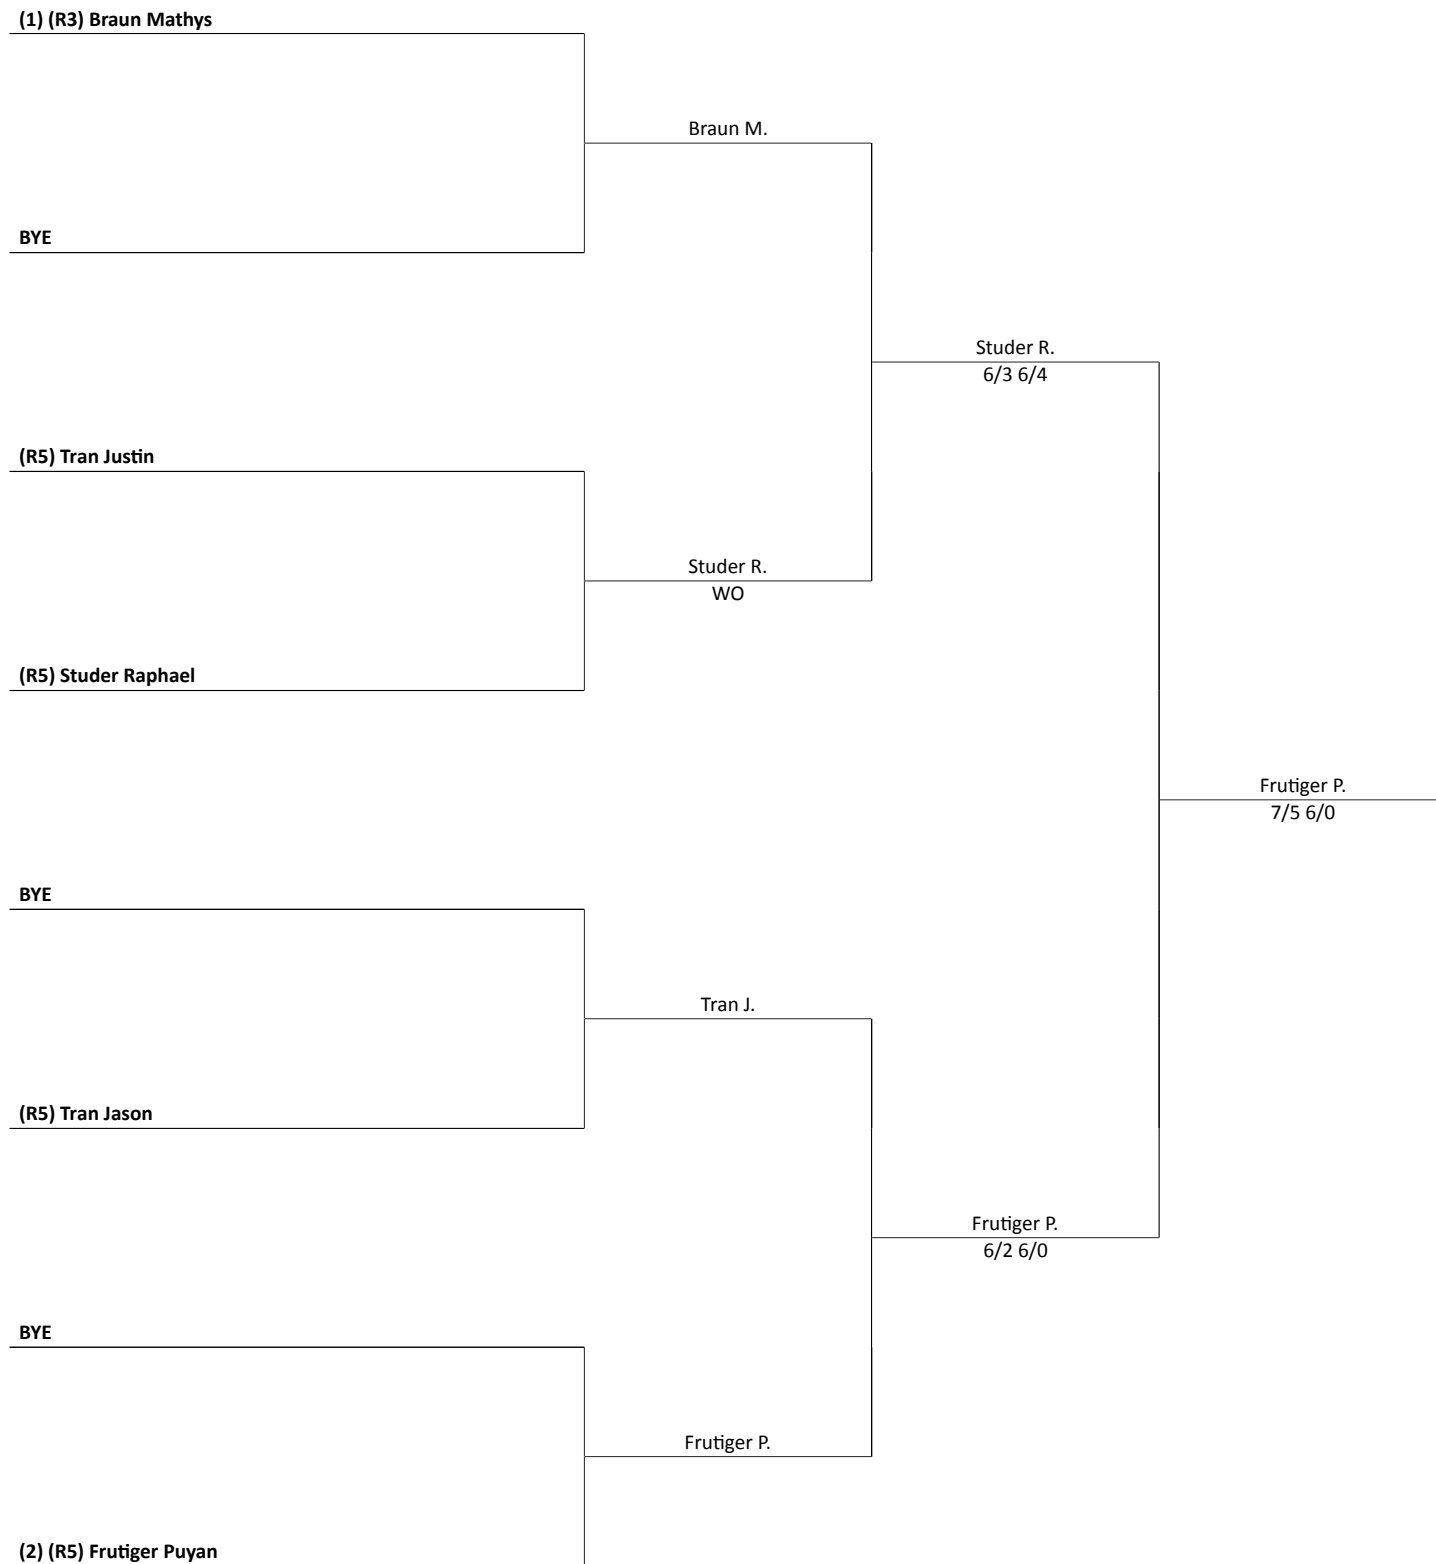 (1) (R3) Braun Mathys
Braun M.
BYE
Studer R.
6/3 6/4
(R5) Tran Justin
Studer R.
WO
(R5) Studer Raphael
Frutiger P.
7/5 6/0
BYE
Tran J.
(R5) Tran Jason
Frutiger P.
6/2 6/0
BYE
Frutiger P.
(2) (R5) Frutiger Puyan